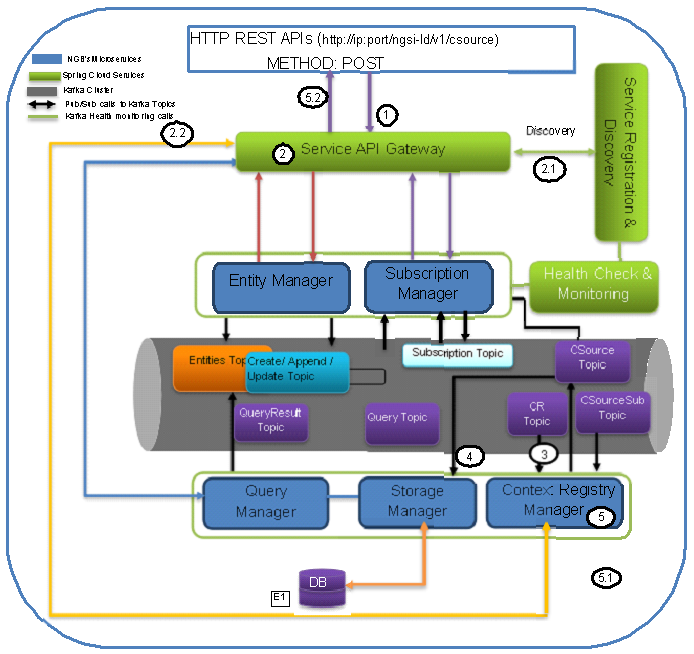 HTTP REST APIs (http://ip:port/ngsi-ld/v1/csource)
METHOD: POST
NGB's Microservices
Spring Cloud Services
Kafka Cluster
Pub/Sub calls to Kafka Topics
Kafka Health monitoring calls
5.2
1
2.2
2
Service API Gateway
Discovery
2.1
Service Registration &
Discovery
Entity Manager
Subscription
Manager
Health Check &
Monitoring
Entities Top
Create/ Append /
Update Topic
Subscription Topic
CSource
Topic
QueryResult
Topic
Query Topic
CR
Topic
CSourceSub
Topic
4
3
Query
Manager
Storage
Manager
Context Registry
Manager
5
DB
E1
5.1